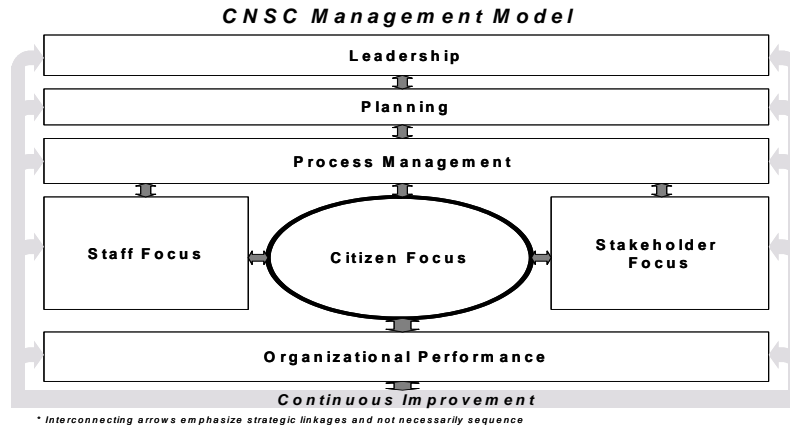 CNSC Management Model
Leadership
Planning
Process Management
Staff Focus
Citizen Focus
Stakeholder
Focus
Organizational Performance
Continuous Improvement
* Interconnecting arrows emphasize strategic linkages and not necessarily sequence